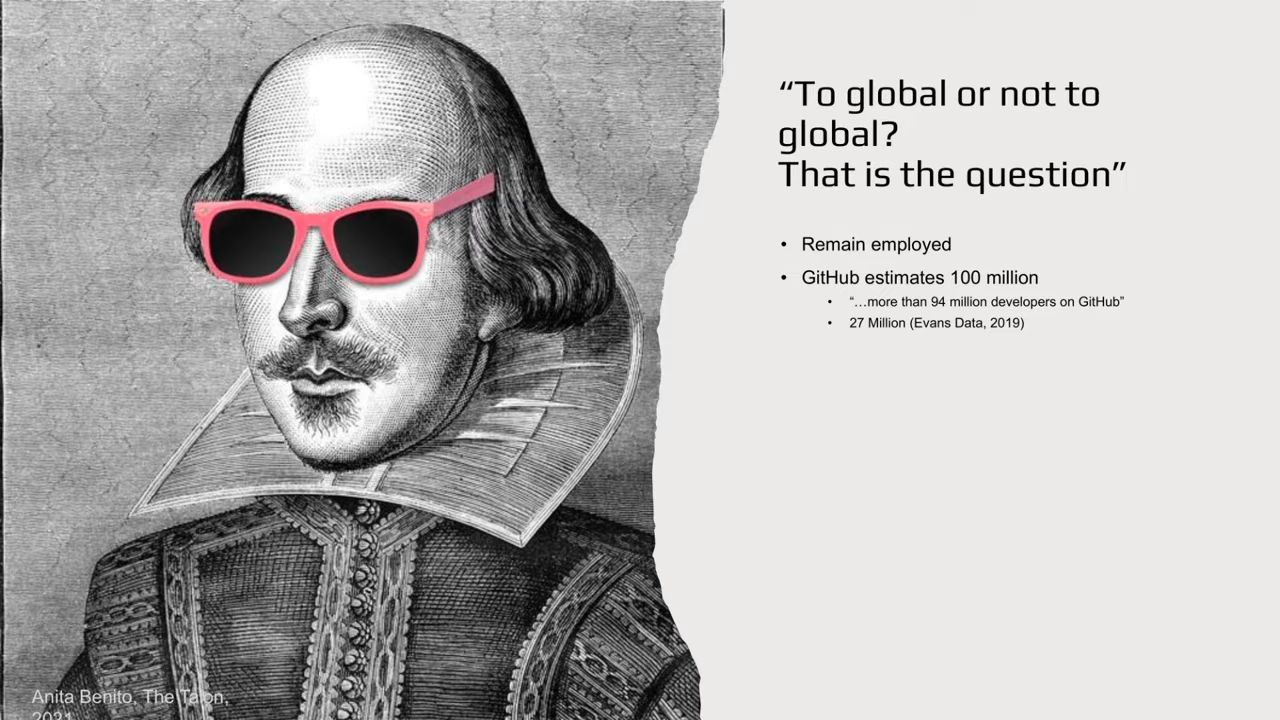 “To global or not to
global?
That is the question”
• Remain employed
• GitHub estimates 100 million
• “…more than 94 million developers on GitHub”
• 27 Million (Evans Data, 2019)
Anita Benito, The Talon,
2021